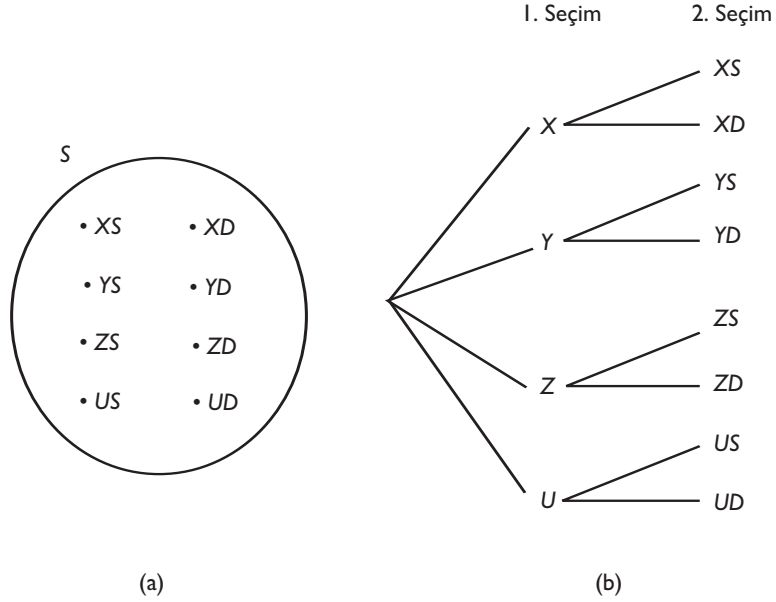 1. Seçim 2. Seçim
S
• XS • XD
• YS • YD
• ZS • ZD
• US • UD
(a)
X
XS
XD
Y
YS
YD
Z
ZS
ZD
U
US
UD
(b)